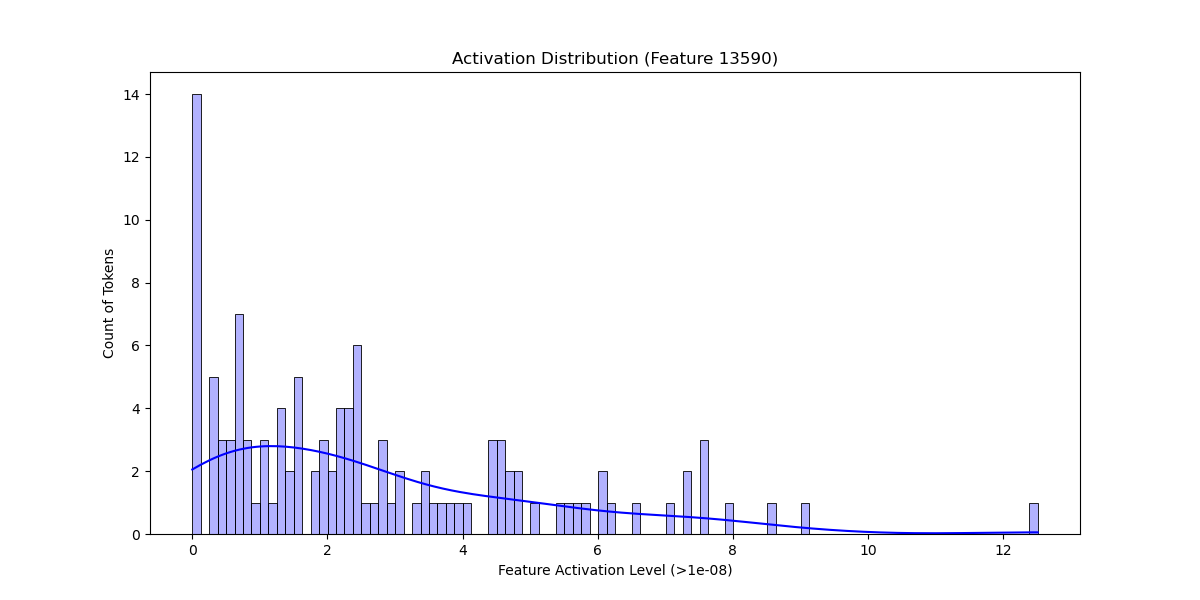 Activation Distribution (Feature 13590)
14
12
10
8
6
4
2
0
Count of Tokens
0 2 4 6 8 10 12
Feature Activation Level (>1e-08)